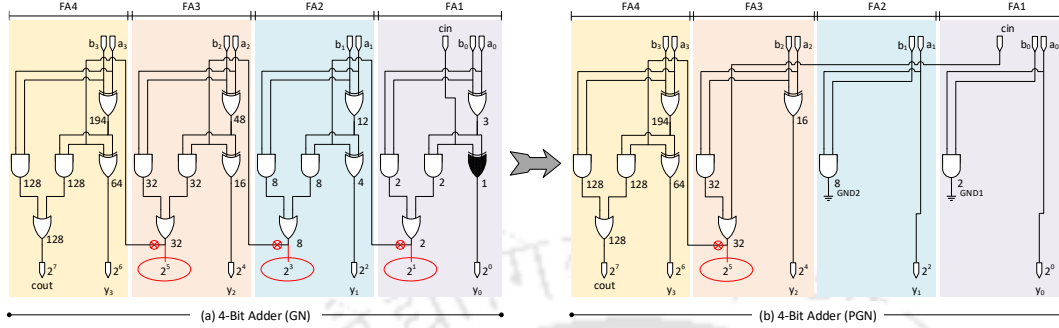 FA4 FA3 FA2 FA1 FA4 FA3 FA2 FA1
cin cin
b3 a3 b2 a2 b1 a1 b0 a0 b3 a3 b2 a2 b1 a1 b0 a0
194 48 12 3 194 16
128 128 64 32 32 16 8 8 4 2 2 1 128 128 64 32 8 2
GND2 GND1
128 32 8 2 128 32
2^7 2^6 2^5 2^4 2^3 2^2 2^1 2^0 2^7 2^6 2^5 2^4 2^2 2^0
cout y3 y2 y1 y0 cout y3 y2 y1 y0
(a) 4-Bit Adder (GN) (b) 4-Bit Adder (PGN)